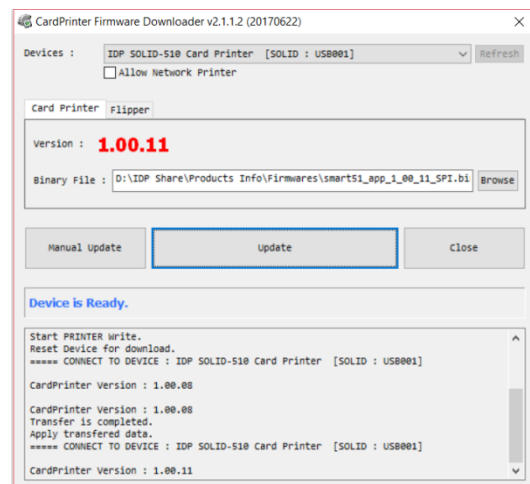 CardPrinter Firmware Downloader v2.1.1.2 (20170622)
Devices : IDP SOLID-510 Card Printer [SOLID : USB001] Refresh
Allow Network Printer
Card Printer Flipper
Version : 1.00.11
Binary File : D:\IDP Share\Products Info\Firmwares\smart51_app_1_00_11_SPI.bi Browse
Manual Update Update Close
Device is Ready.
Start PRINTER Write.
Reset Device for download.
===== CONNECT TO DEVICE : IDP SOLID-510 Card Printer [SOLID : USB001]
CardPrinter Version : 1.00.08
CardPrinter Version : 1.00.08
Transfer is completed.
Apply transfered data.
===== CONNECT TO DEVICE : IDP SOLID-510 Card Printer [SOLID : USB001]
CardPrinter Version : 1.00.11